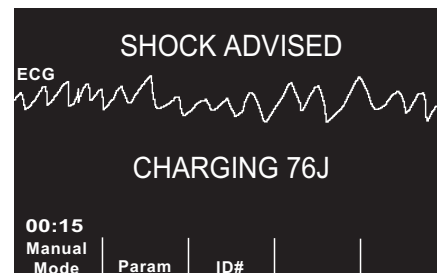 SHOCK ADVISED
ECG
CHARGING 76J
00:15
Manual
Mode
Param
ID#